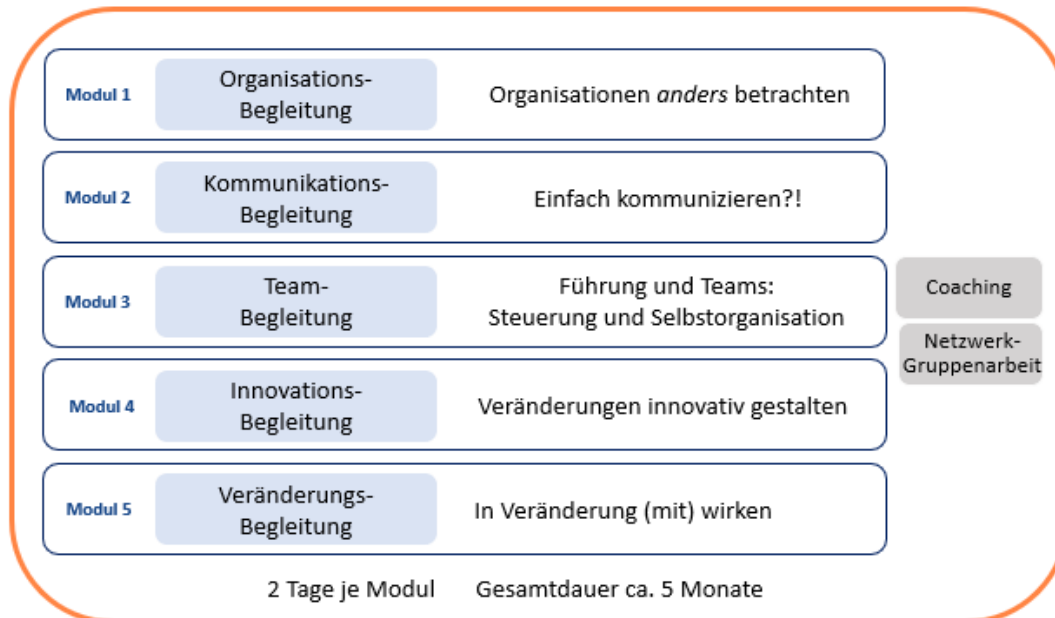 Modul 1
Organisations-
Begleitung
Organisationen anders betrachten
Modul 2
Kommunikations-
Begleitung
Einfach kommunizieren?!
Modul 3
Team-
Begleitung
Führung und Teams:
Steuerung und Selbstorganisation
Coaching
Netzwerk-
Gruppenarbeit
Modul 4
Innovations-
Begleitung
Veränderungen innovativ gestalten
Modul 5
Veränderungs-
Begleitung
In Veränderung (mit) wirken
2 Tage je Modul Gesamtdauer ca. 5 Monate